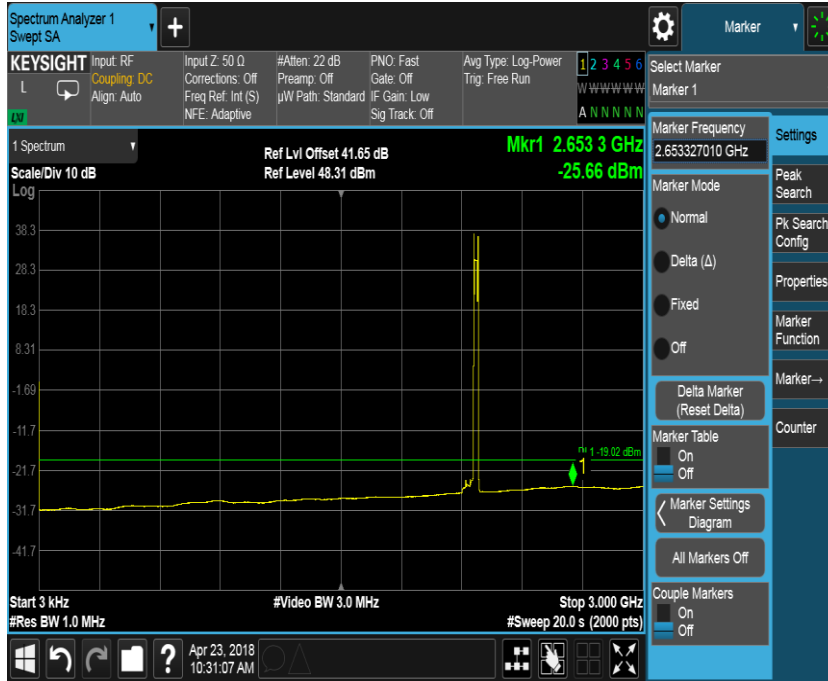 Spectrum Analyzer 1
Swept SA
+
Marker
KEYSIGHT
L
LXI
Input: RF
Coupling: DC
Align: Auto
Input Z: 50 Ω
Corrections: Off
Freq Ref: Int (S)
NFE: Adaptive
#Atten: 22 dB
Preamp: Off
µW Path: Standard
PNO: Fast
Gate: Off
IF Gain: Low
Sig Track: Off
Avg Type: Log-Power
Trig: Free Run
1 2 3 4 5 6
W W W W W W
A N N N N N
Select Marker
Marker 1
1 Spectrum
Scale/Div 10 dB
Log
Ref Lvl Offset 41.65 dB
Ref Level 48.31 dBm
Mkr1 2.653 3 GHz
-25.66 dBm
38.3
28.3
18.3
8.31
-1.69
-11.7
-21.7
-31.7
-41.7
DL1 -19.02 dBm
1
Start 3 kHz
#Res BW 1.0 MHz
#Video BW 3.0 MHz
Stop 3.000 GHz
#Sweep 20.0 s (2000 pts)
Marker Frequency
2.653327010 GHz
Marker Mode
Normal
Delta (Δ)
Fixed
Off
Delta Marker
(Reset Delta)
Marker Table
On
Off
Marker Settings
Diagram
All Markers Off
Couple Markers
On
Off
Settings
Peak
Search
Pk Search
Config
Properties
Marker
Function
Marker→
Counter
?
Apr 23, 2018
10:31:07 AM